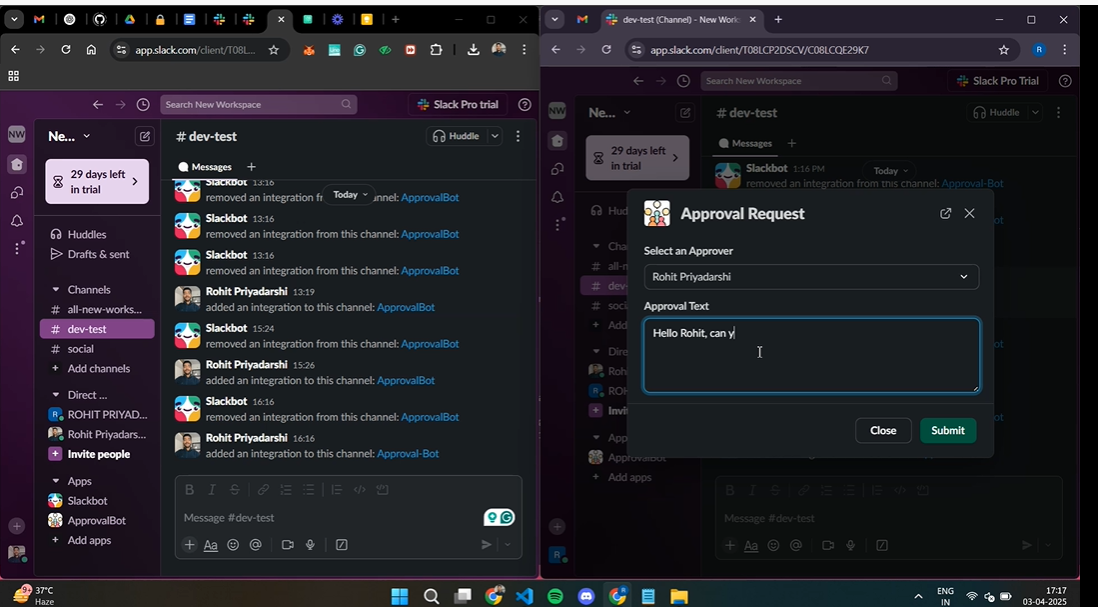 app.slack.com/client/T08L...
NW
Ne...
29 days left
in trial
Huddles
Drafts & sent
Channels
# all-new-works...
# dev-test
# social
+ Add channels
Direct ...
R ROHIT PRIYAD...
Rohit Priyadars...
+ Invite people
Apps
Slackbot
ApprovalBot
+ Add apps
Search New Workspace
Slack Pro trial
# dev-test
Huddle
Messages
Today
Slackbot 13:16
removed an integration fr
ApprovalBot
Slackbot 13:16
removed an integration from this channel: ApprovalBot
Slackbot 13:16
removed an integration from this channel: ApprovalBot
Rohit Priyadarshi 13:19
added an integration to this channel: ApprovalBot
Slackbot 15:24
removed an integration from this channel: ApprovalBot
Rohit Priyadarshi 15:26
added an integration to this channel: ApprovalBot
Slackbot 16:16
removed an integration from this channel: ApprovalBot
Rohit Priyadarshi 16:16
added an integration to this channel: Approval-Bot
B I S
Message #dev-test
Aa
dev-test (Channel) - New Work
app.slack.com/client/T08LCP2DSCV/C08LCQE29K7
R
NW
Search New Workspace
Slack Pro Trial
Ne...
29 days left
in trial
# dev-test
Huddle
Messages
Slackbot 1:16 PM
Today
removed an integration from this channel: Approval-Bot
Hud
Cha
# all-n
# dev-
# soci
+ Add
Dire
Roh
R ROH
+ Invit
App
ApprovalBot
+ Add apps
Approval Request
Select an Approver
Rohit Priyadarshi
Approval Text
Hello Rohit, can y
Close
Submit
B I S
Message #dev-test
Aa
R
37°C
Haze
ENG
IN
17:17
03-04-2025